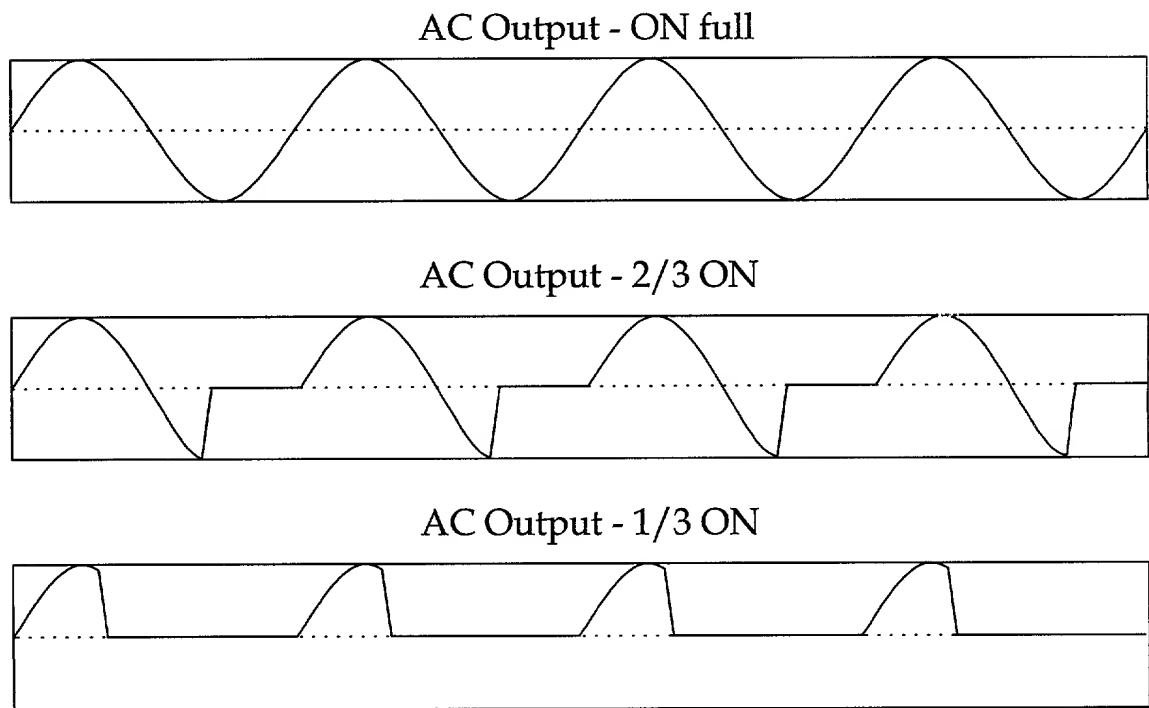 AC Output - ON full
AC Output - 2/3 ON
AC Output - 1/3 ON